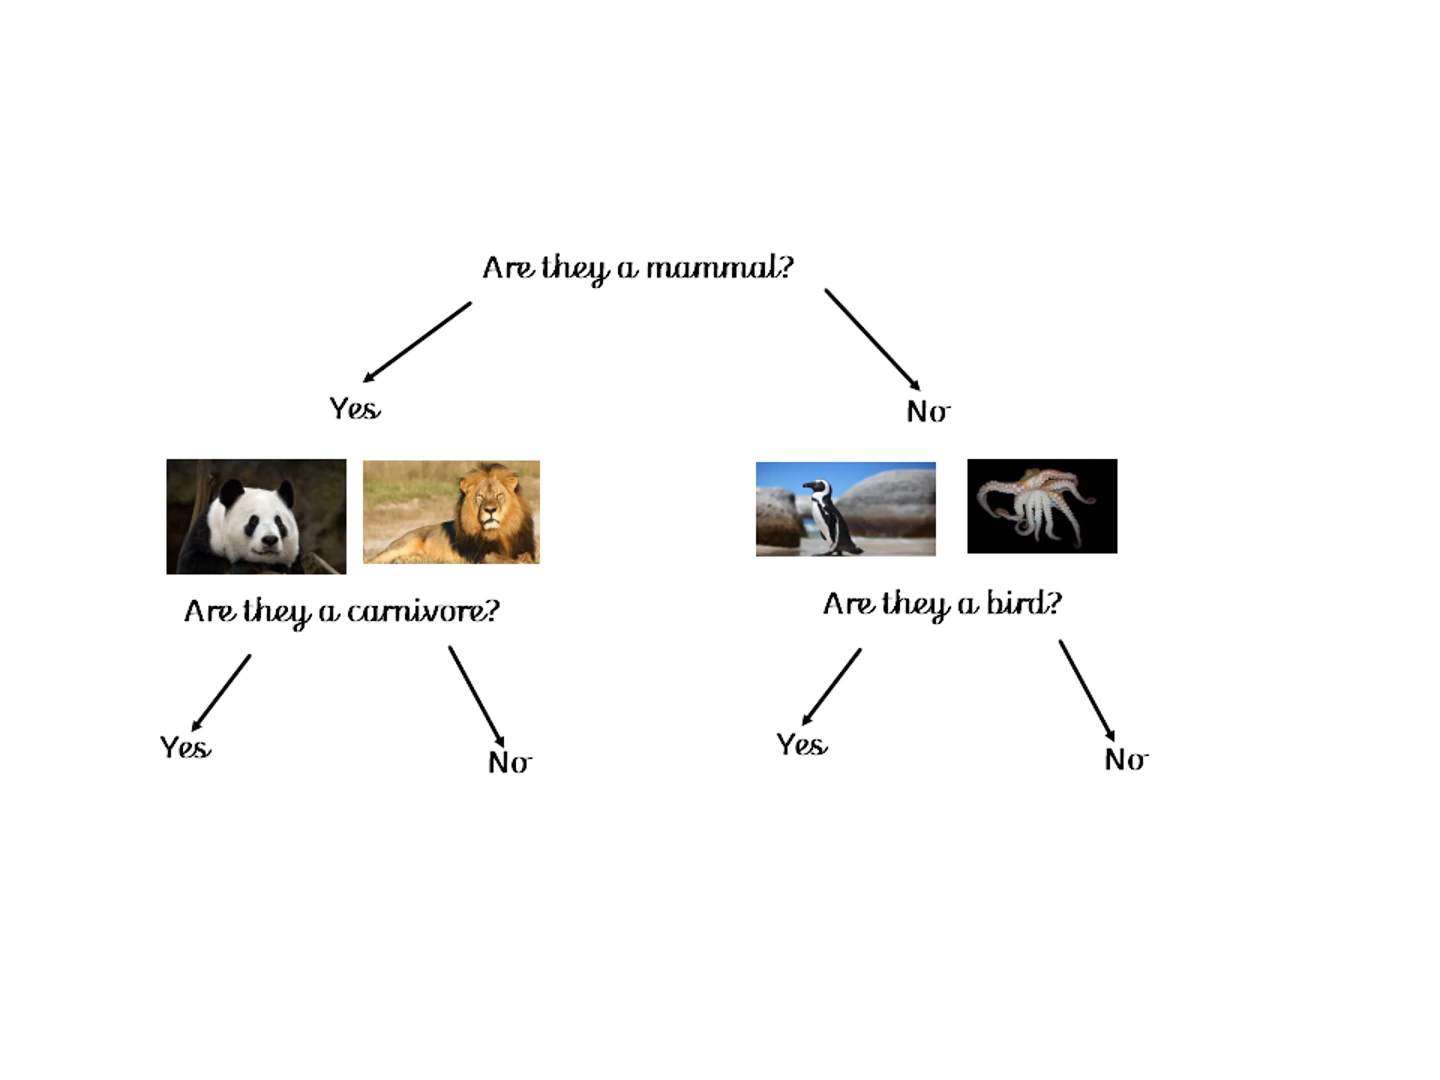 Are they a mammal?
Yes
No
Are they a carnivore?
Are they a bird?
Yes
No
Yes
No